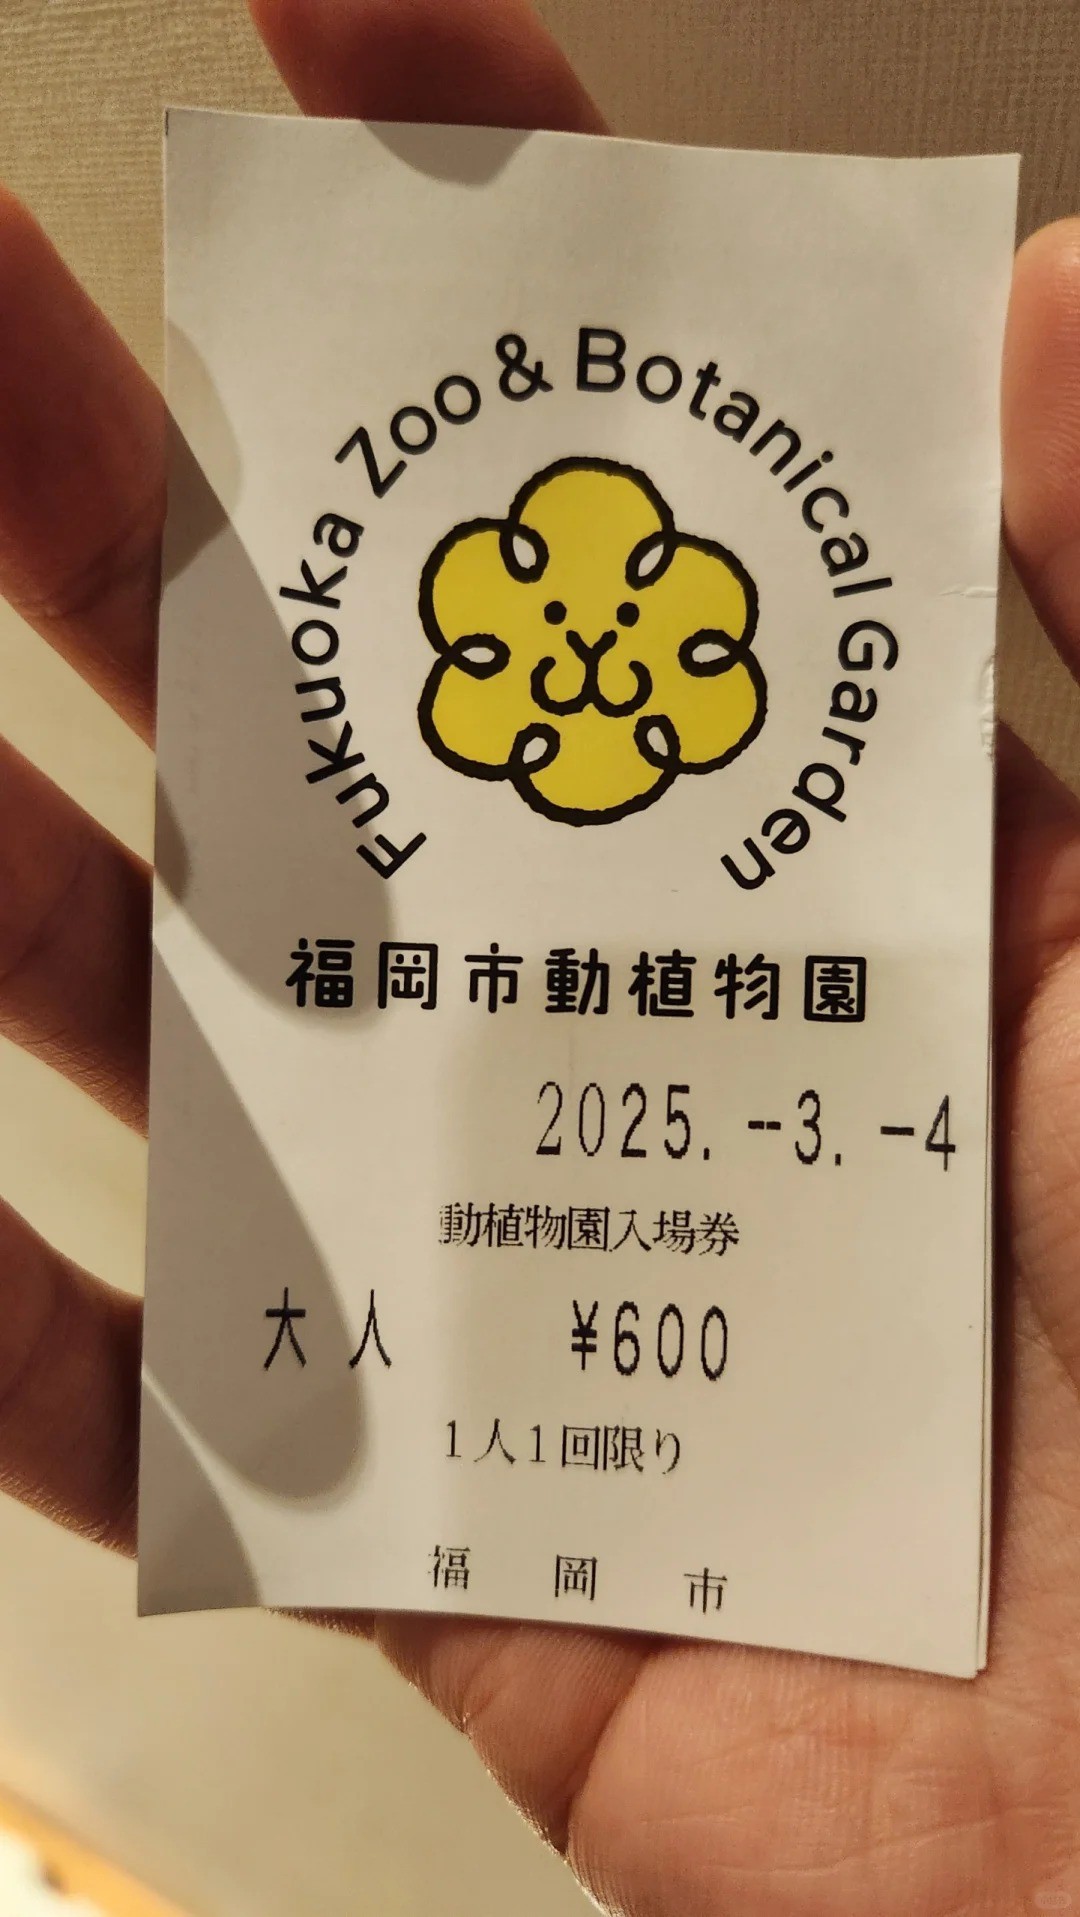 Fukuoka Zoo & Botanical Garden
福岡市動植物園
2025. --3. -4
動植物園入場券
大人 ¥600
1人1回限り
福岡市